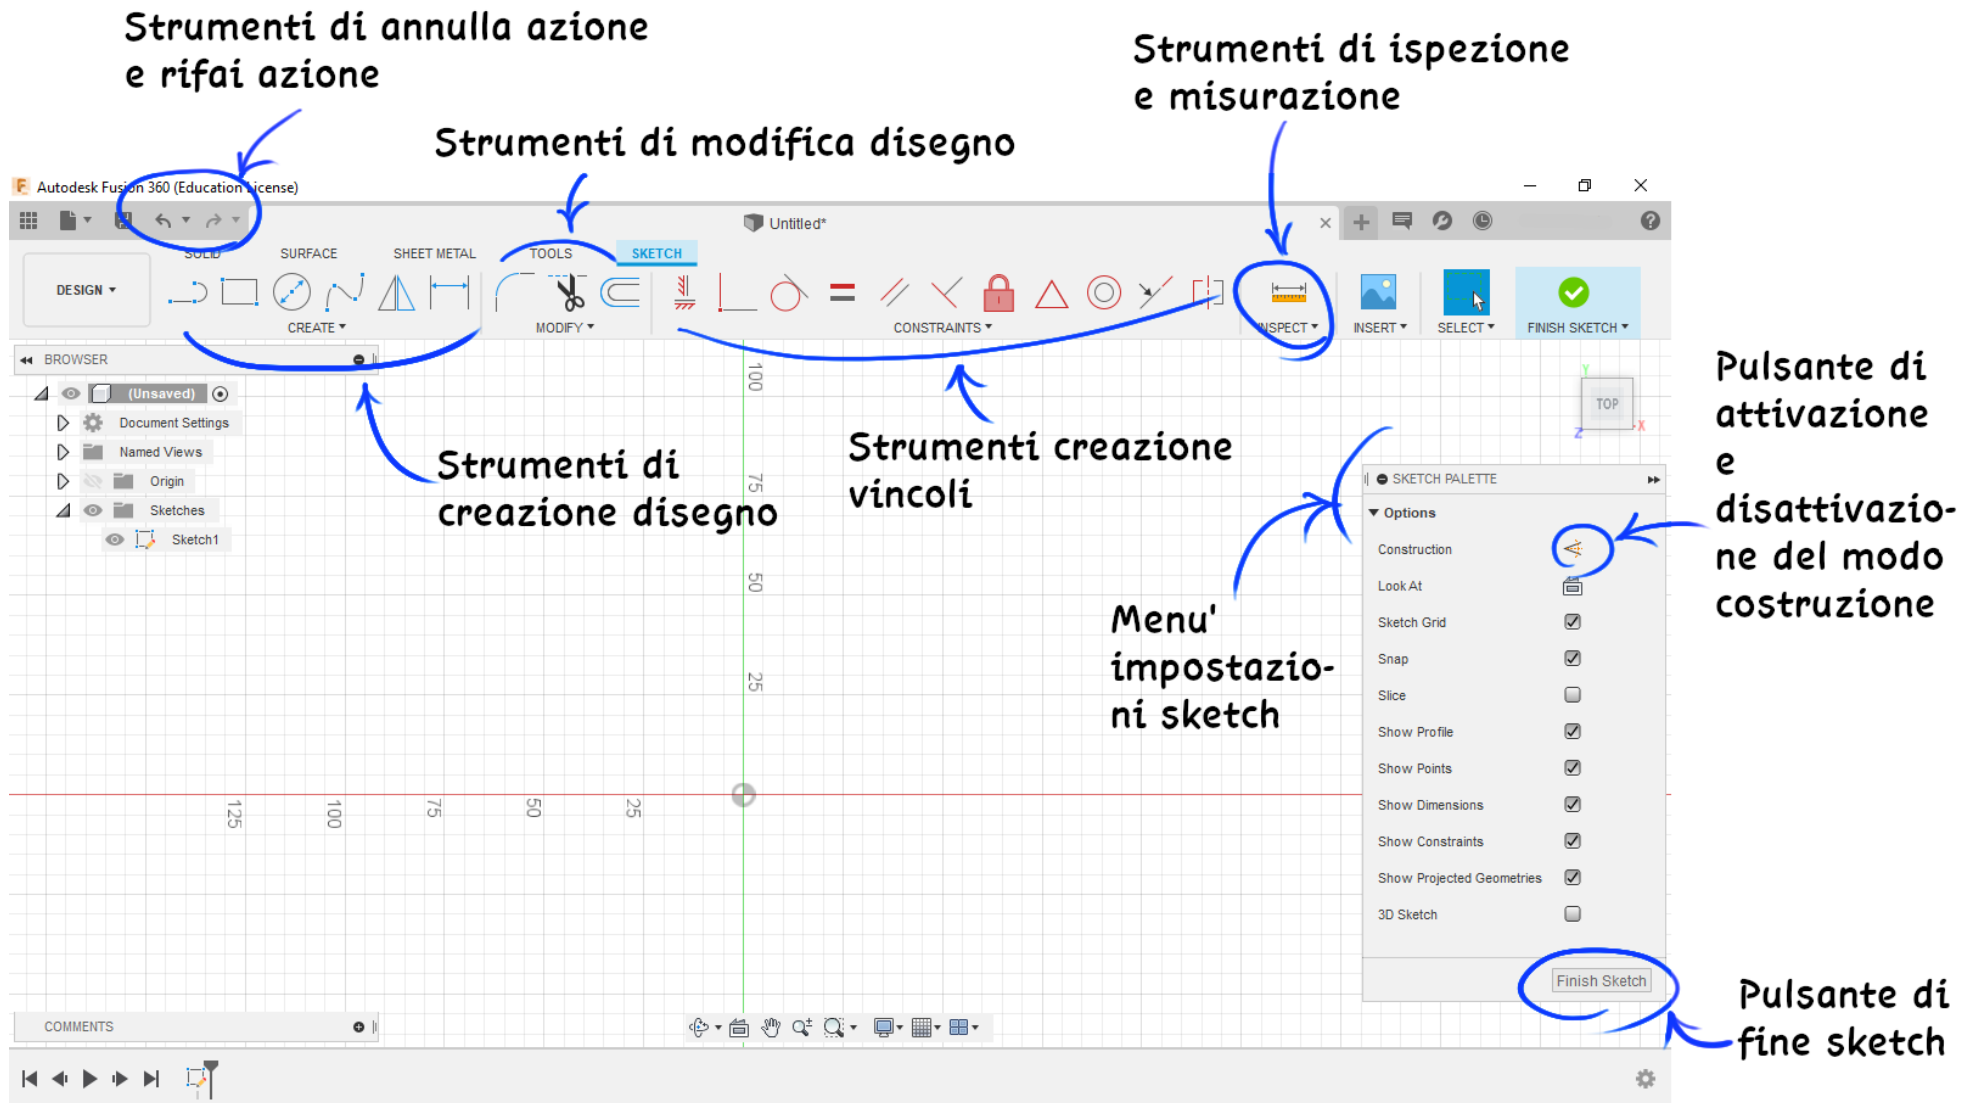 Strumenti di annulla azione
e rifai azione
Strumenti di ispezione
e misurazione
Strumenti di modifica disegno
Autodesk Fusion 360 (Education License)
Untitled*
SOLID
SURFACE
SHEET METAL
TOOLS
SKETCH
DESIGN
CREATE
MODIFY
CONSTRAINTS
INSPECT
INSERT
SELECT
FINISH SKETCH
BROWSER
(Unsaved)
Document Settings
Named Views
Origin
Sketches
Sketch1
Strumenti di
creazione disegno
Strumenti creazione
vincoli
Menu'
impostazio-
ni sketch
Pulsante di
attivazione
e
disattivazio-
ne del modo
costruzione
TOP
Y
X
Z
SKETCH PALETTE
Options
Construction
Look At
Sketch Grid
Snap
Slice
Show Profile
Show Points
Show Dimensions
Show Constraints
Show Projected Geometries
3D Sketch
Finish Sketch
Pulsante di
fine sketch
100
75
50
25
125
100
75
50
25
COMMENTS